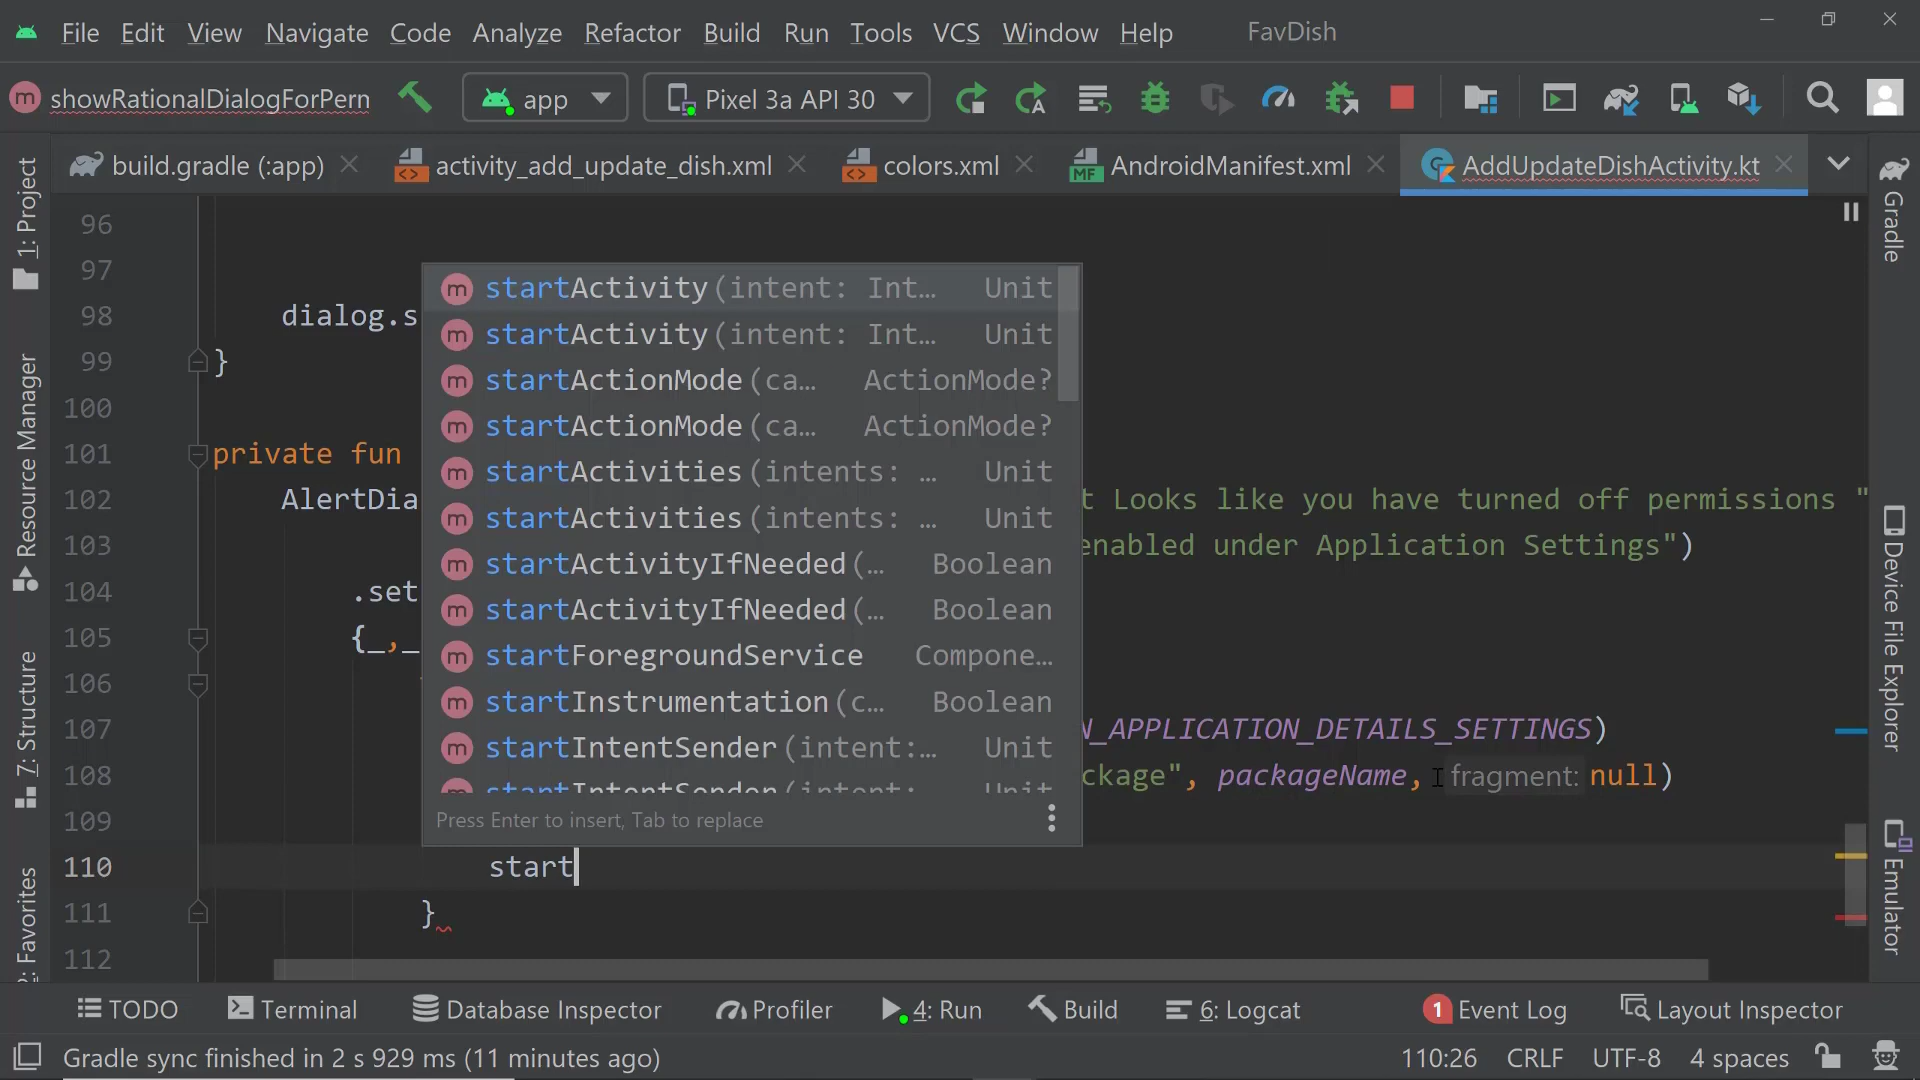 File Edit View Navigate Code Analyze Refactor Build Run Tools VCS Window Help FavDish
showRationalDialogForPern app Pixel 3a API 30
build.gradle (:app) activity_add_update_dish.xml colors.xml AndroidManifest.xml AddUpdateDishActivity.kt
1: Project
Resource Manager
7: Structure
2: Favorites
96
97
98 dialog.s
99 }
100
101 private fun
102 AlertDia t Looks like you have turned off permissions "
103 enabled under Application Settings")
104 .set
105 {_,_
106
107 N_APPLICATION_DETAILS_SETTINGS)
108 ckage", packageName, fragment: null)
109
110 start
111 }
112
startActivity(intent: Int… Unit
startActivity(intent: Int… Unit
startActionMode(ca… ActionMode?
startActionMode(ca… ActionMode?
startActivities(intents: … Unit
startActivities(intents: … Unit
startActivityIfNeeded(… Boolean
startActivityIfNeeded(… Boolean
startForegroundService Compone…
startInstrumentation(c… Boolean
startIntentSender(intent:… Unit
startIntentSender(intent: Unit
Press Enter to insert, Tab to replace
Gradle
Device File Explorer
Emulator
TODO Terminal Database Inspector Profiler 4: Run Build 6: Logcat 1 Event Log Layout Inspector
Gradle sync finished in 2 s 929 ms (11 minutes ago) 110:26 CRLF UTF-8 4 spaces